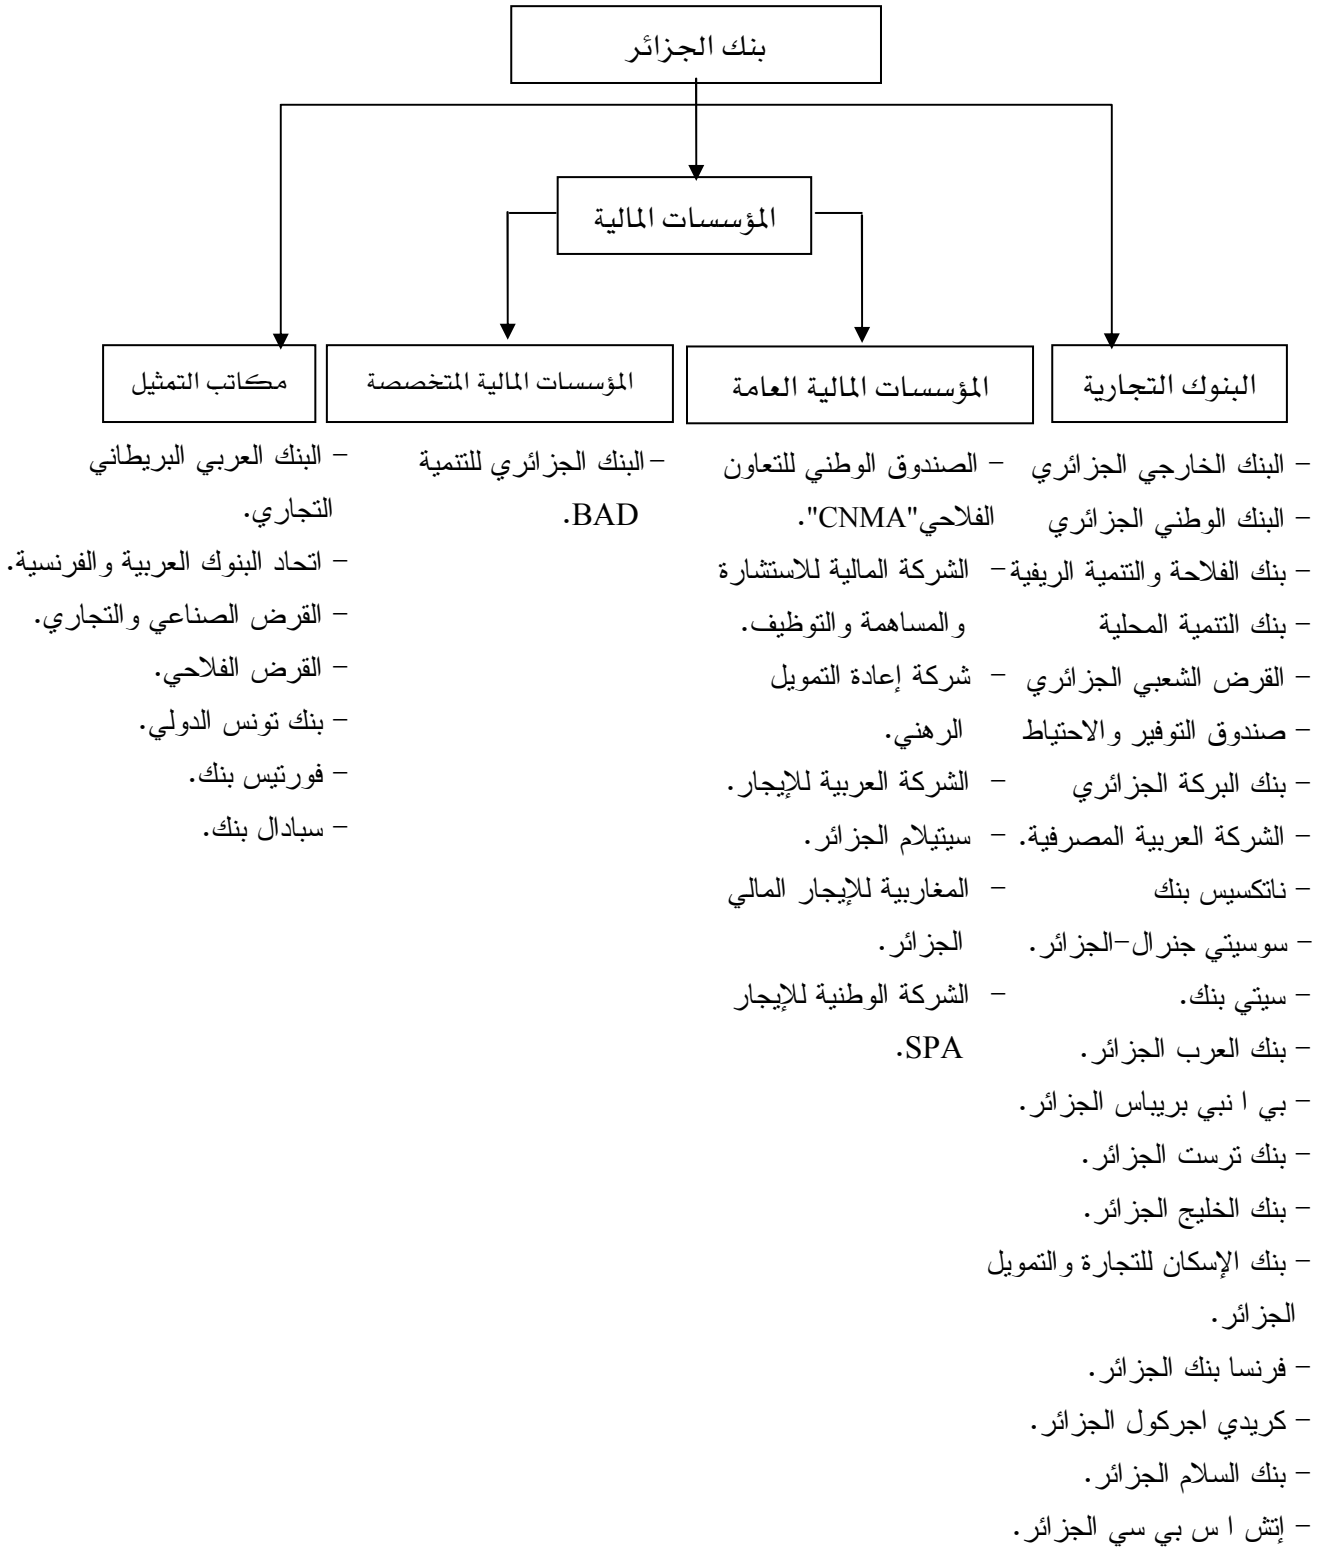 بنك الجزائر
المؤسسات المالية
البنوك التجارية
المؤسسات المالية العامة
المؤسسات المالية المتخصصة
مكاتب التمثيل
– البنك الخارجي الجزائري
– البنك الوطني الجزائري
– بنك الفلاحة والتنمية الريفية
– بنك التنمية المحلية
– القرض الشعبي الجزائري
– صندوق التوفير والاحتياط
– بنك البركة الجزائري
– الشركة العربية المصرفية.
– ناتكسيس بنك
– سوسيتي جنرال–الجزائر.
– سيتي بنك.
– بنك العرب الجزائر.
– بي ا نبي بريباس الجزائر.
– بنك ترست الجزائر.
– بنك الخليج الجزائر.
– بنك الإسكان للتجارة والتمويل
الجزائر.
– فرنسا بنك الجزائر.
– كريدي اجركول الجزائر.
– بنك السلام الجزائر.
– إتش ا س بي سي الجزائر.
– الصندوق الوطني للتعاون
الفلاحي"CNMA".
– الشركة المالية للاستشارة
والمساهمة والتوظيف.
– شركة إعادة التمويل
الرهني.
– الشركة العربية للإيجار.
– سيتيلام الجزائر.
– المغاربية للإيجار المالي
الجزائر.
– الشركة الوطنية للإيجار
SPA.
–البنك الجزائري للتنمية
BAD.
– البنك العربي البريطاني
التجاري.
– اتحاد البنوك العربية والفرنسية.
– القرض الصناعي والتجاري.
– القرض الفلاحي.
– بنك تونس الدولي.
– فورتيس بنك.
– سبادال بنك.